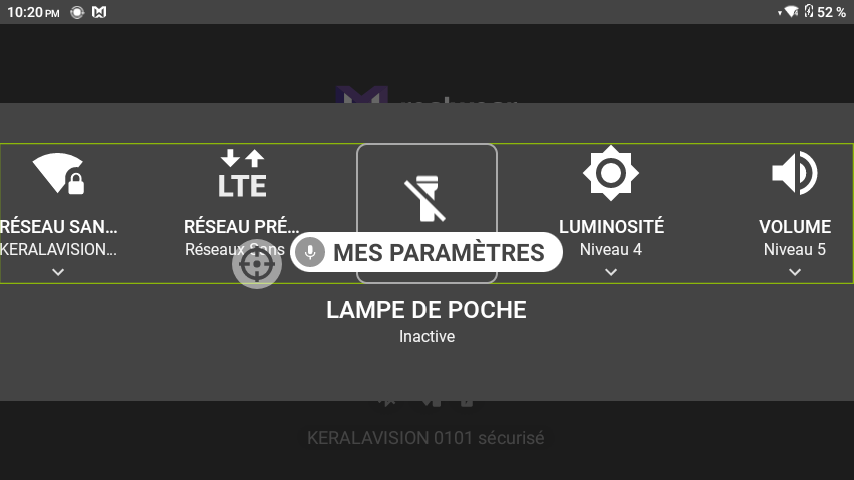 10:20 PM
52 %
RÉSEAU SAN…
KERALAVISION…
RÉSEAU PRÉ…
Réseaux Sans
MES PARAMÈTRES
LUMINOSITÉ
Niveau 4
VOLUME
Niveau 5
LAMPE DE POCHE
Inactive
KERALAVISION 0101 sécurisé
LTE